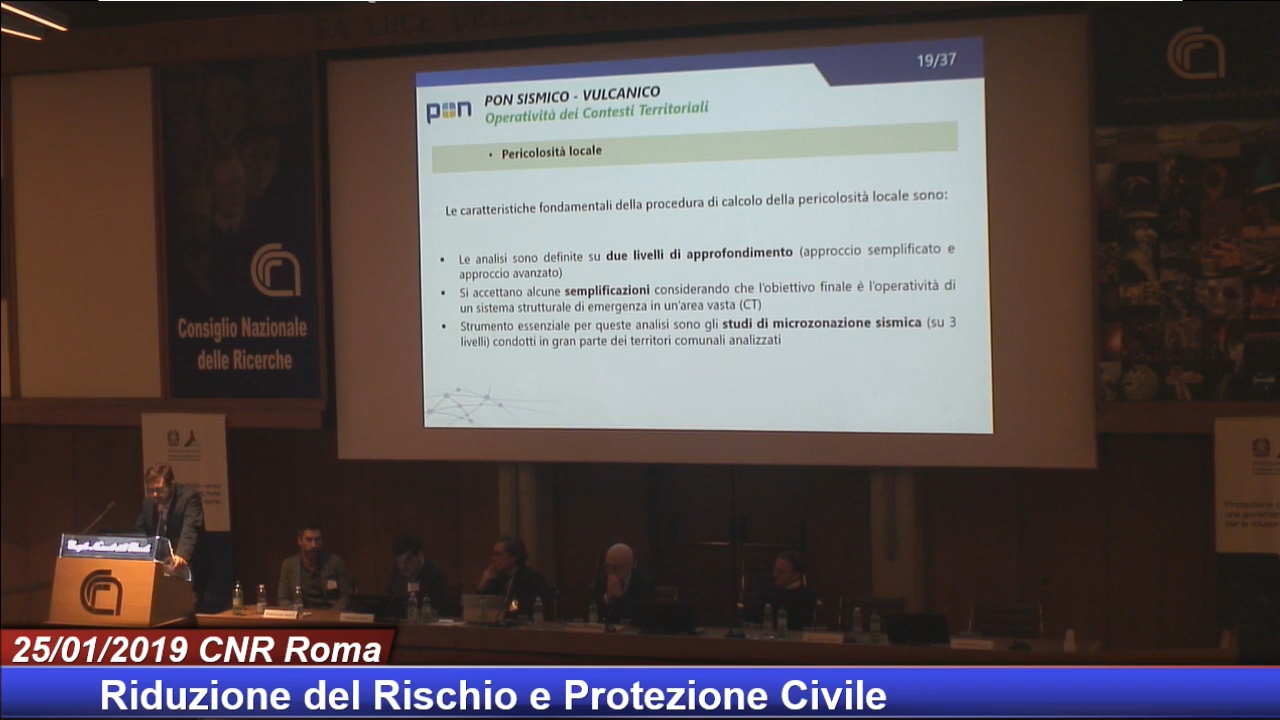 LA LUCE DELLA
19/37
pon
PON SISMICO - VULCANICO
Operatività dei Contesti Territoriali
• Pericolosità locale
Le caratteristiche fondamentali della procedura di calcolo della pericolosità locale sono:
▪ Le analisi sono definite su due livelli di approfondimento (approccio semplificato e
approccio avanzato)
▪ Si accettano alcune semplificazioni considerando che l'obiettivo finale è l'operatività di
un sistema strutturale di emergenza in un'area vasta (CT)
▪ Strumento essenziale per queste analisi sono gli studi di microzonazione sismica (su 3
livelli) condotti in gran parte dei territori comunali analizzati
Consiglio Nazionale
delle Ricerche
25/01/2019 CNR Roma
Riduzione del Rischio e Protezione Civile